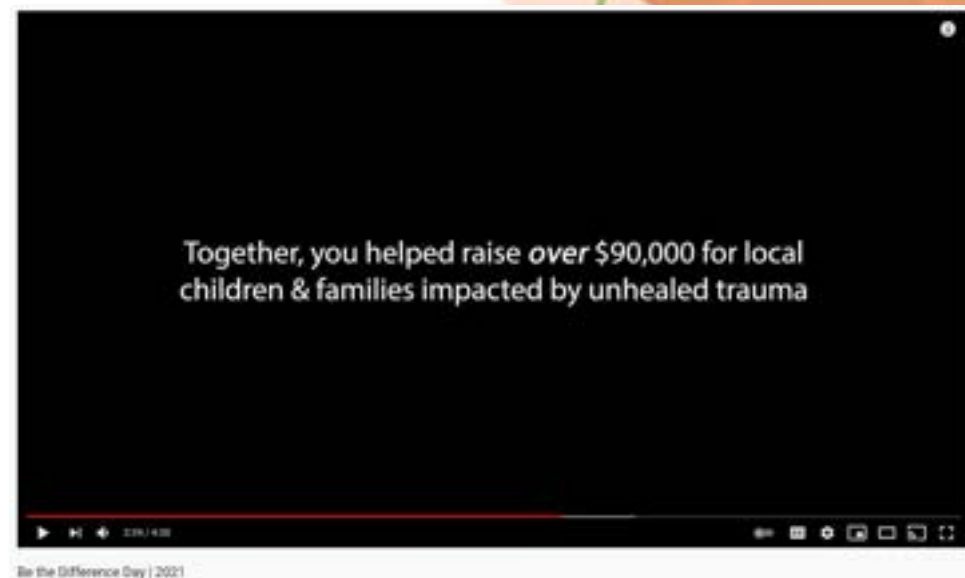 Together, you helped raise over $90,000 for local
children & families impacted by unhealed trauma
Be the Difference Day | 2021